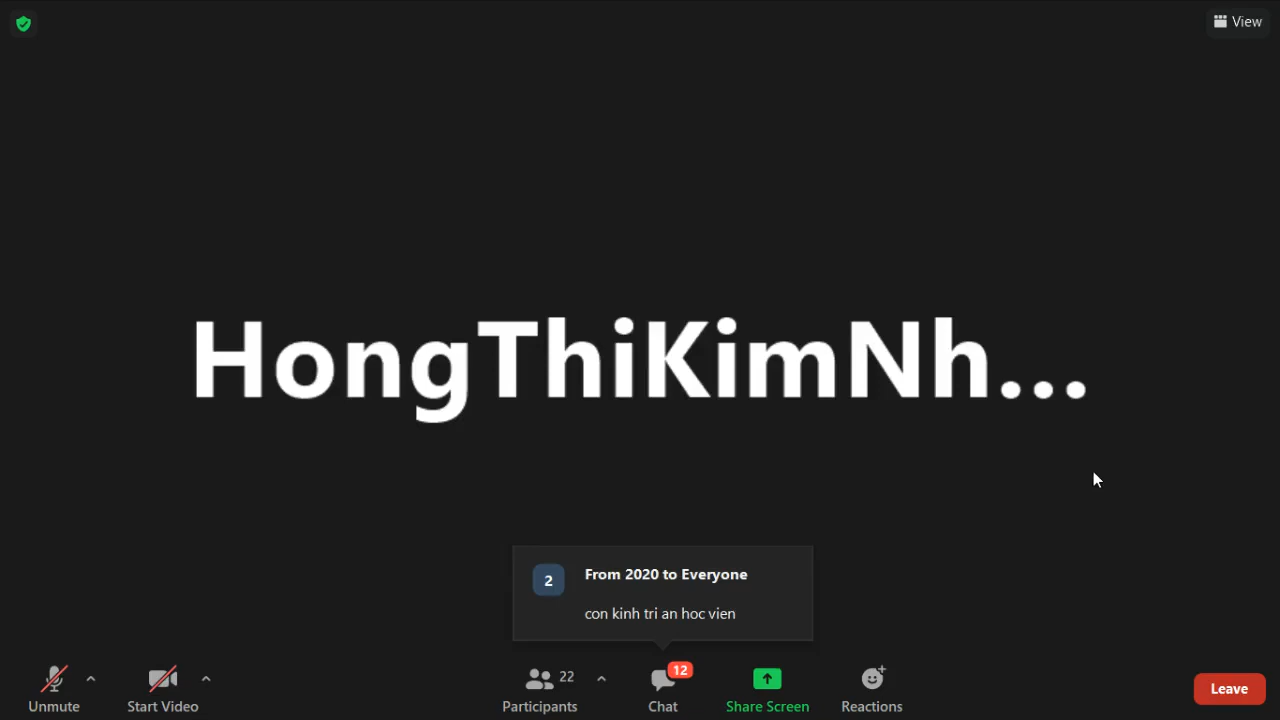 View
HongThiKimNh...
2
From 2020 to Everyone
con kinh tri an hoc vien
22
12
Unmute
Start Video
Participants
Chat
Share Screen
Reactions
Leave